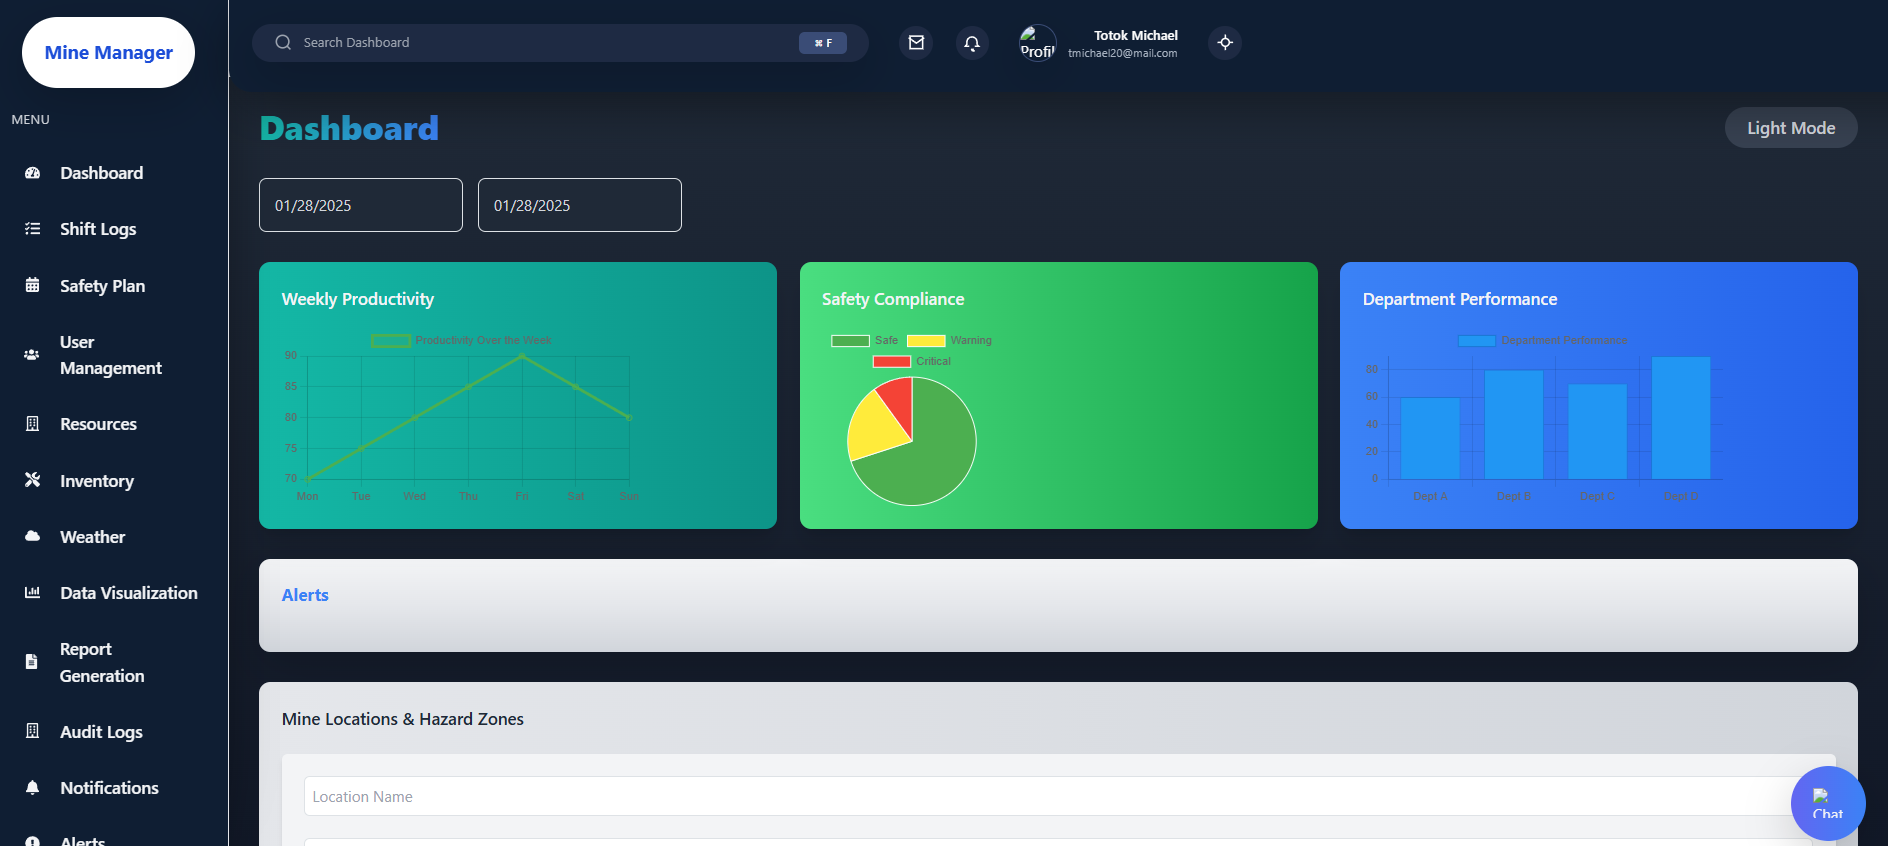 Mine Manager
Search Dashboard
⌘ F
Profil
Totok Michael
tmichael20@mail.com
MENU
Dashboard
Shift Logs
Safety Plan
User
Management
Resources
Inventory
Weather
Data Visualization
Report
Generation
Audit Logs
Notifications
Alerts
Dashboard
Light Mode
01/28/2025
01/28/2025
Weekly Productivity
Productivity Over the Week
90
85
80
75
70
Mon Tue Wed Thu Fri Sat Sun
Safety Compliance
Safe Warning
Critical
Department Performance
Department Performance
80
60
40
20
0
Dept A Dept B Dept C Dept D
Alerts
Mine Locations & Hazard Zones
Location Name
Chat